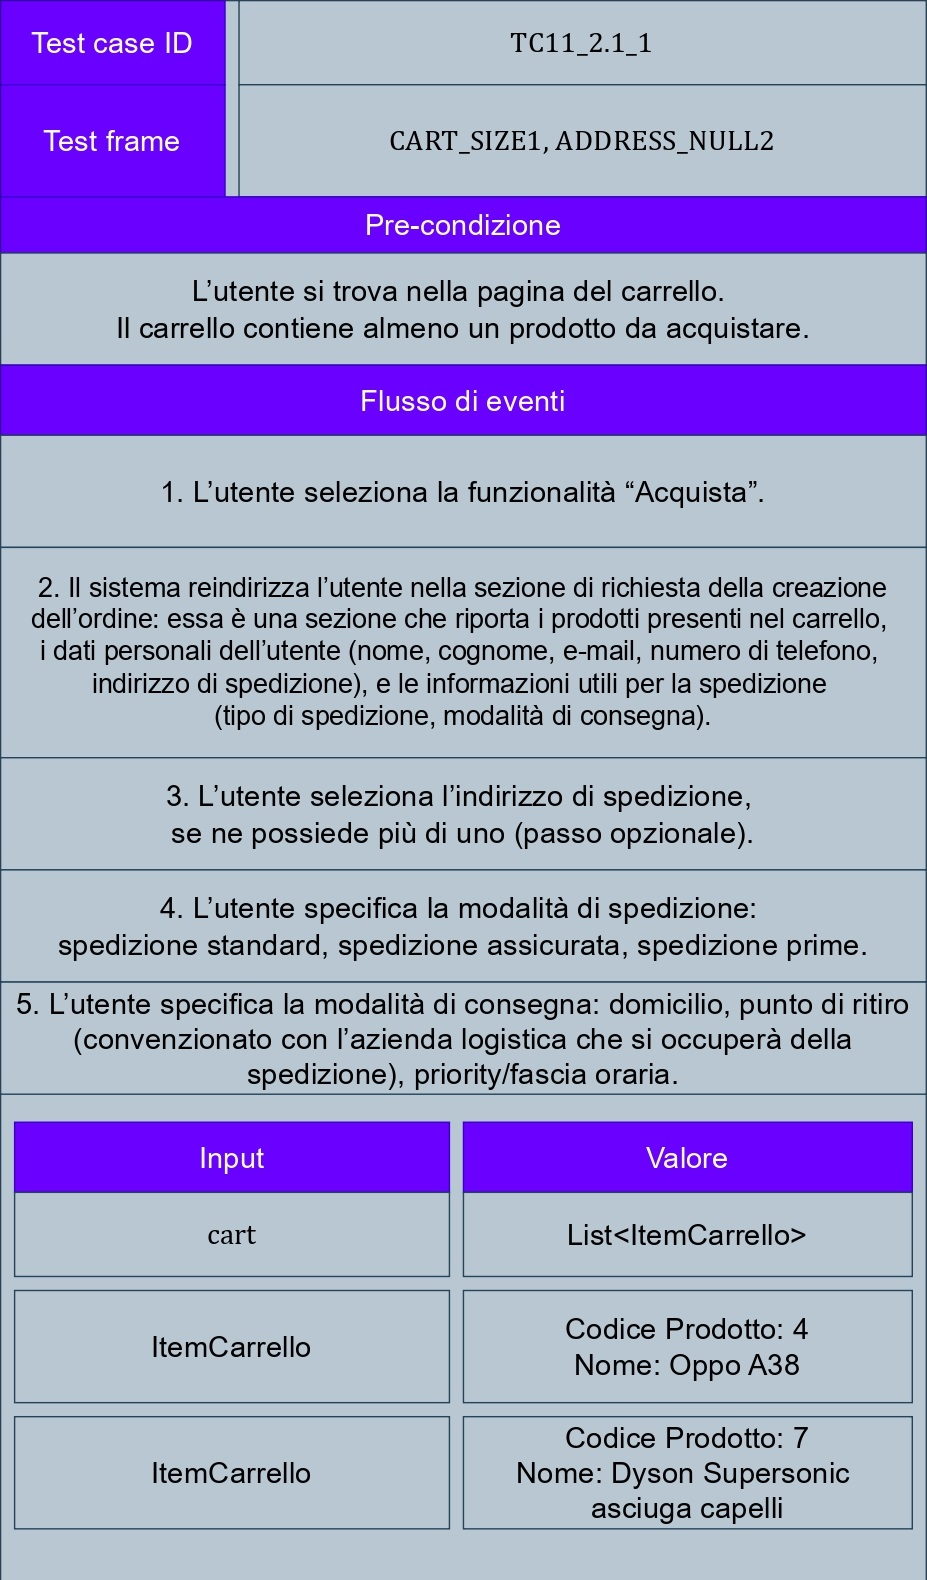 Test case ID
TC11_2.1_1
Test frame
CART_SIZE1, ADDRESS_NULL2
Pre-condizione
L’utente si trova nella pagina del carrello.
Il carrello contiene almeno un prodotto da acquistare.
Flusso di eventi
1. L’utente seleziona la funzionalità “Acquista”.
2. Il sistema reindirizza l’utente nella sezione di richiesta della creazione
dell’ordine: essa è una sezione che riporta i prodotti presenti nel carrello,
i dati personali dell’utente (nome, cognome, e-mail, numero di telefono,
indirizzo di spedizione), e le informazioni utili per la spedizione
(tipo di spedizione, modalità di consegna).
3. L’utente seleziona l’indirizzo di spedizione,
se ne possiede più di uno (passo opzionale).
4. L’utente specifica la modalità di spedizione:
spedizione standard, spedizione assicurata, spedizione prime.
5. L’utente specifica la modalità di consegna: domicilio, punto di ritiro
(convenzionato con l’azienda logistica che si occuperà della
spedizione), priority/fascia oraria.
Input
Valore
cart
List<ItemCarrello>
ItemCarrello
Codice Prodotto: 4
Nome: Oppo A38
ItemCarrello
Codice Prodotto: 7
Nome: Dyson Supersonic
asciuga capelli